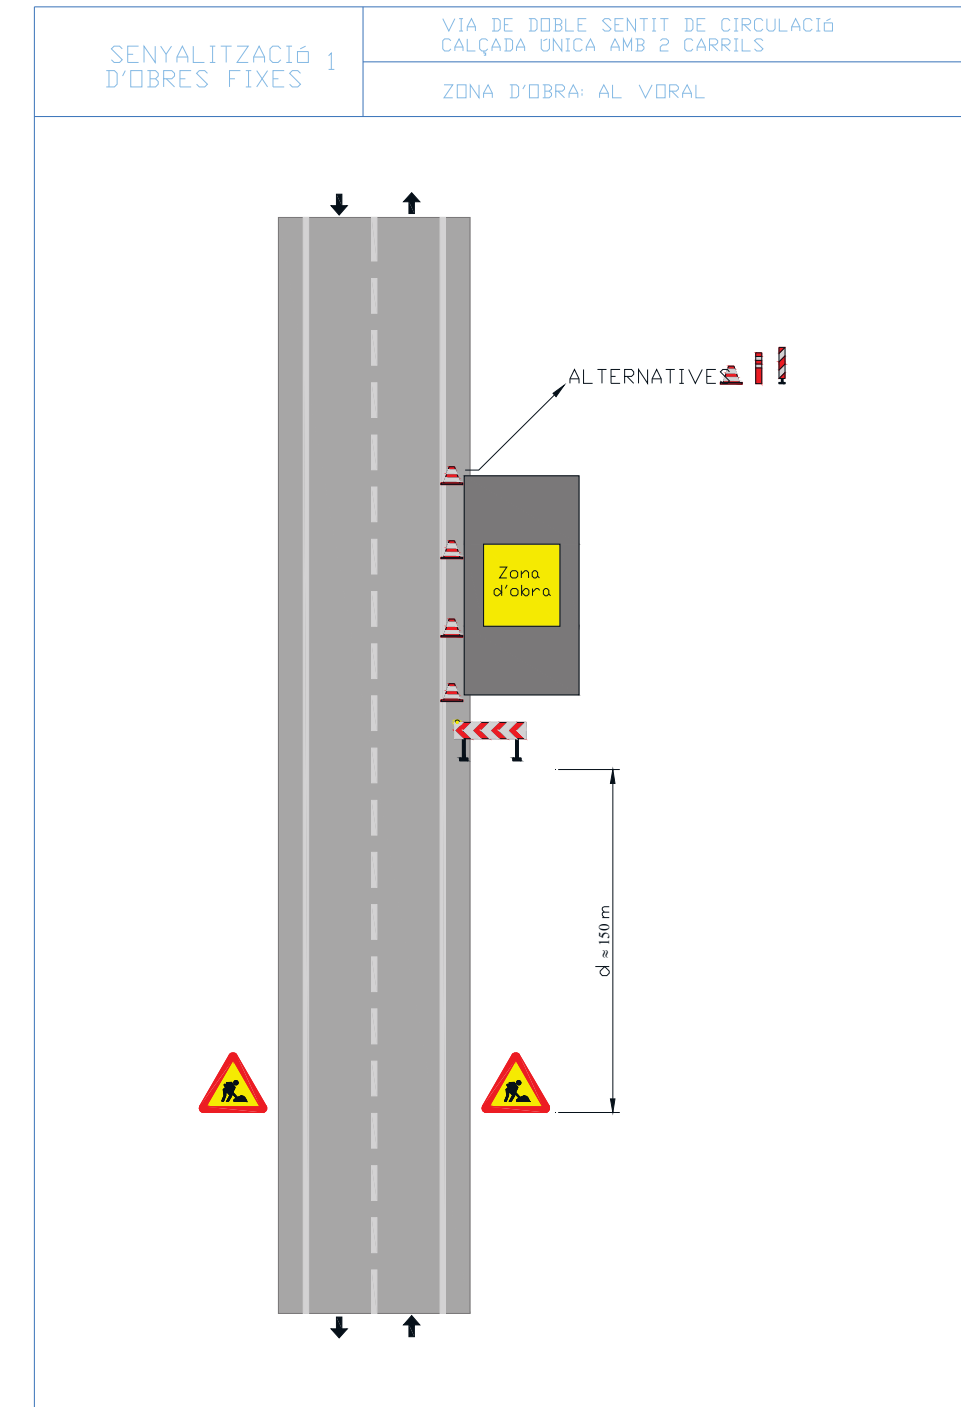 SENYALITZACIó 1
D'OBRES FIXES
VIA DE DOBLE SENTIT DE CIRCULACIó
CALÇADA ÚNICA AMB 2 CARRILS
ZONA D'OBRA: AL VORAL
ALTERNATIVES
Zona
d'obra
d ≈ 150 m